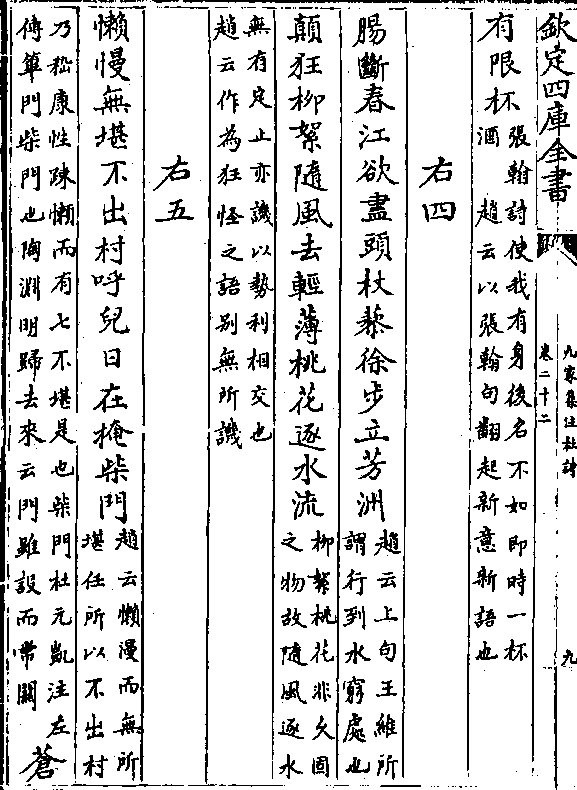 欽定四庫全書
九家集注杜詩
卷二十二
九
有限杯
張翰詩使我有身後名不如即時一杯
酒 趙云以張翰句翻起新意新語也
右四
腸斷春江欲盡頭杖藜徐步立芳洲
趙云上句王維所
謂行到水窮處也
顛狂柳絮隨風去輕薄桃花逐水流
柳絮桃花非久固
之物故隨風逐水
無有定止亦譏以勢利相交也
趙云作為狂怪之語別無所譏
右五
懶慢無堪不出村呼兒日在掩柴門
趙云懶漫而無所
堪任所以不出村
乃嵇康性踈懶而有七不堪是也柴門杜元凱注左
傳篳門柴門也陶淵明歸去來云門雖設而常關
蒼